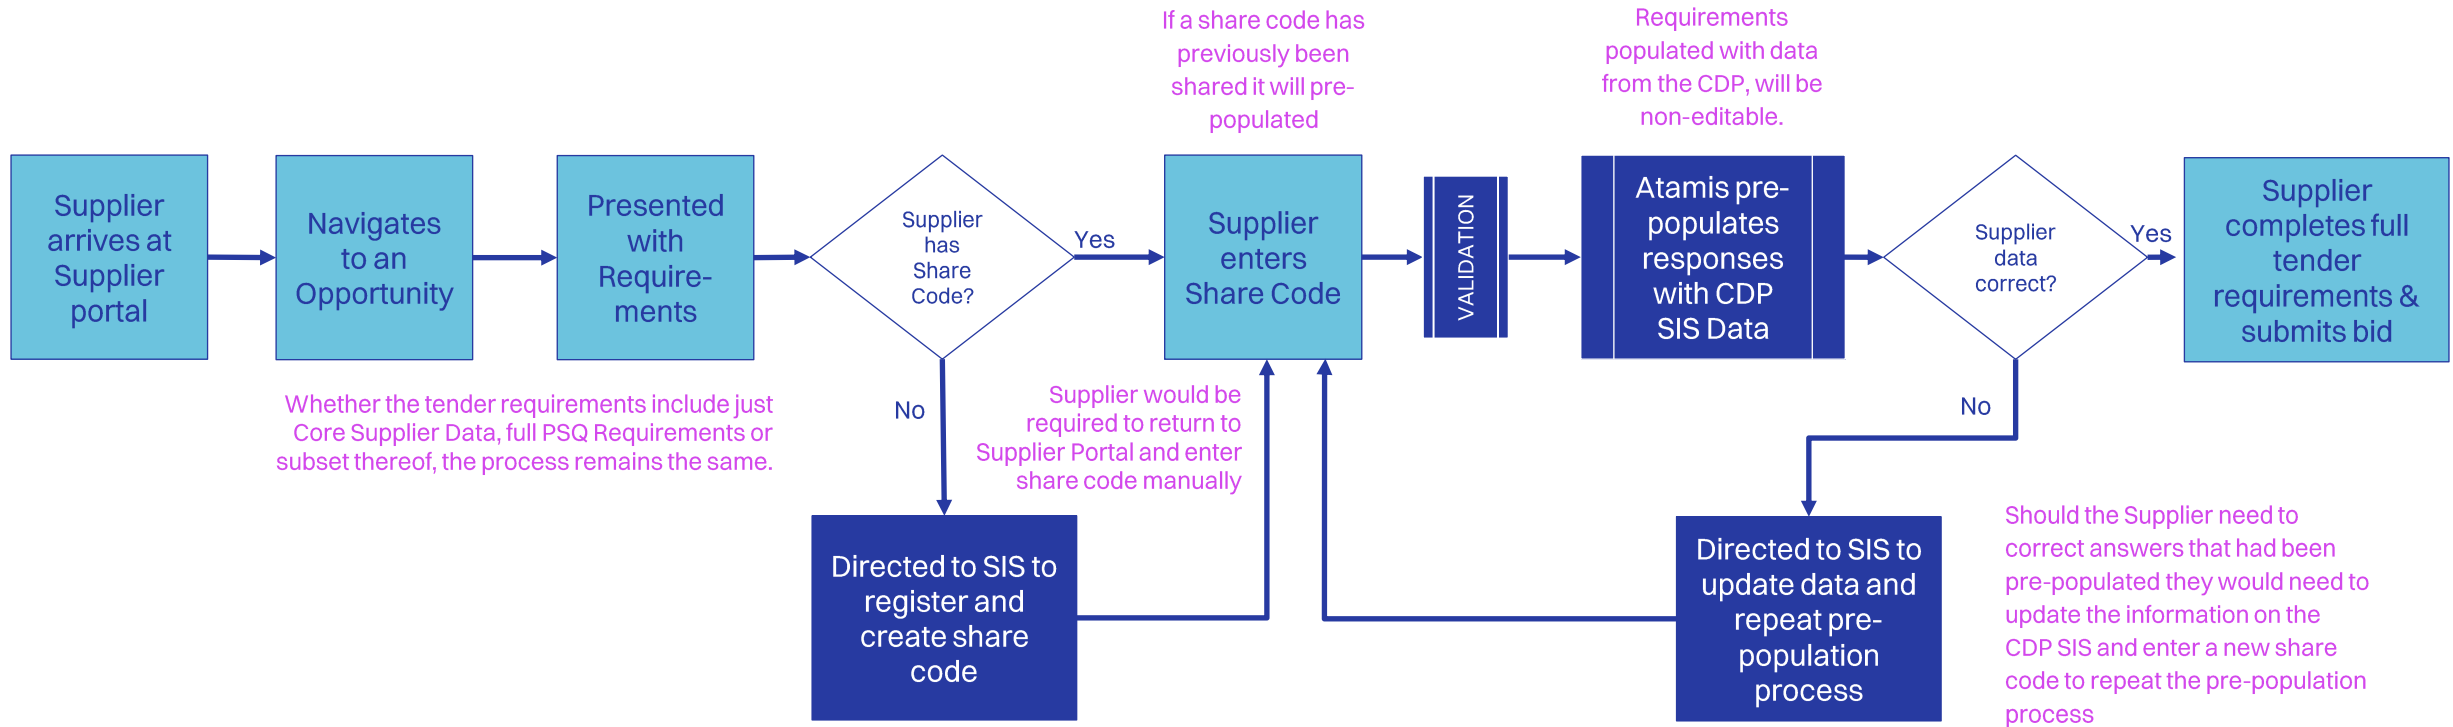 If a share code has
previously been
shared it will pre-
populated
Requirements
populated with data
from the CDP, will be
non-editable.
Supplier
arrives at
Supplier
portal
Navigates
to an
Opportunity
Presented
with
Require-
ments
Supplier
has
Share
Code?
Yes
Supplier
enters
Share Code
VALIDATION
Atamis pre-
populates
responses
with CDP
SIS Data
Supplier
data
correct?
Yes
Supplier
completes full
tender
requirements &
submits bid
Whether the tender requirements include just
Core Supplier Data, full PSQ Requirements or
subset thereof, the process remains the same.
No
Supplier would be
required to return to
Supplier Portal and enter
share code manually
No
Directed to SIS to
register and
create share
code
Directed to SIS to
update data and
repeat pre-
population
process
Should the Supplier need to
correct answers that had been
pre-populated they would need to
update the information on the
CDP SIS and enter a new share
code to repeat the pre-population
process